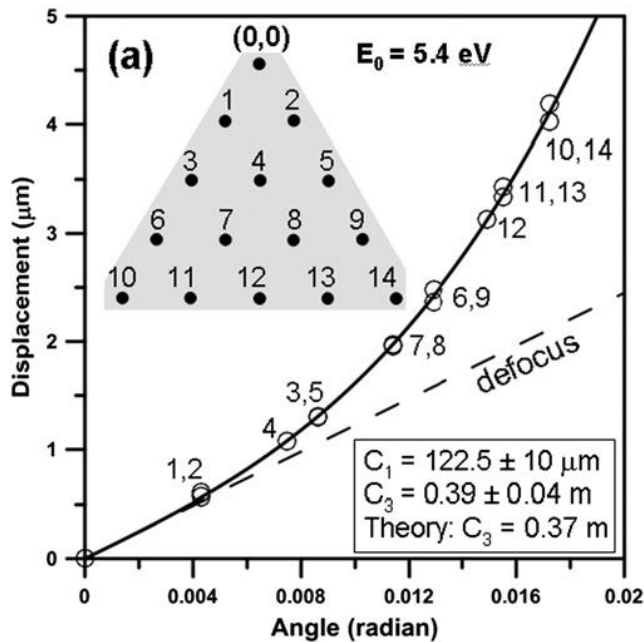 (a)
E₀ = 5.4 eV
(0,0)
1 2
3 4 5
6 7 8 9
10 11 12 13 14
5
4
3
2
1
0
Displacement (μm)
10,14
11,13
12
6,9
7,8
3,5
4
1,2
defocus
C₁ = 122.5 ± 10 μm
C₃ = 0.39 ± 0.04 m
Theory: C₃ = 0.37 m
0 0.004 0.008 0.012 0.016 0.02
Angle (radian)